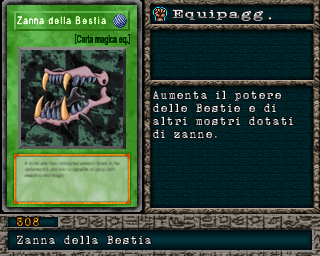 Zanna della Bestia
[Carta magica eq.]
Equipagg.
Aumenta il potere
delle Bestie e di
altri mostri dotati
di zanne.
308
Zanna della Bestia